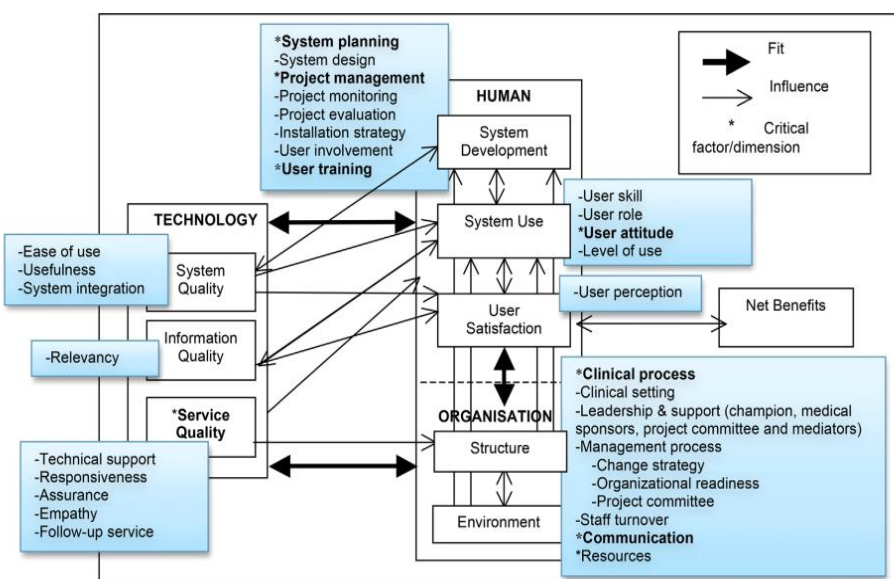 *System planning
-System design
*Project management
-Project monitoring
-Project evaluation
-Installation strategy
-User involvement
*User training
Fit
Influence
* Critical
factor/dimension
HUMAN
System
Development
TECHNOLOGY
System Use
-User skill
-User role
*User attitude
-Level of use
-Ease of use
-Usefulness
-System integration
System
Quality
-User perception
User
Satisfaction
Net Benefits
Information
Quality
-Relevancy
*Service
Quality
ORGANISATION
Structure
Environment
-Technical support
-Responsiveness
-Assurance
-Empathy
-Follow-up service
*Clinical process
-Clinical setting
-Leadership & support (champion, medical
sponsors, project committee and mediators)
-Management process
-Change strategy
-Organizational readiness
-Project committee
-Staff turnover
*Communication
*Resources